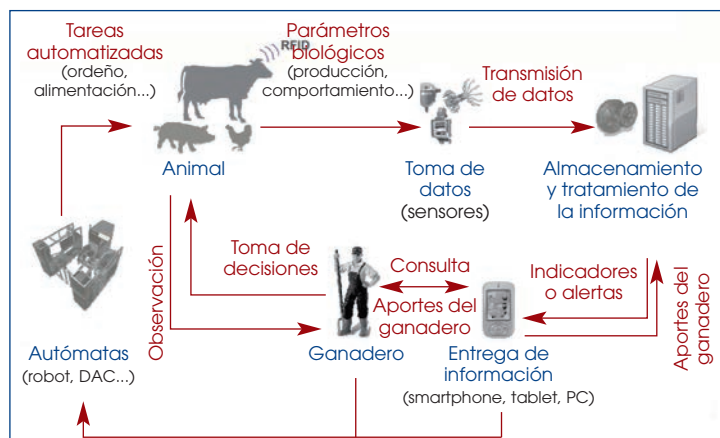 Tareas
automatizadas
(ordeño,
alimentación...)
RFID
Parámetros
biológicos
(producción,
comportamiento...)
Transmisión
de datos
Animal
Toma de
datos
(sensores)
Almacenamiento
y tratamiento de
la información
Observación
Toma de
decisiones
Consulta
Aportes del
ganadero
Indicadores
o alertas
Aportes del
ganadero
Autómatas
(robot, DAC...)
Ganadero
Entrega de
información
(smartphone, tablet, PC)